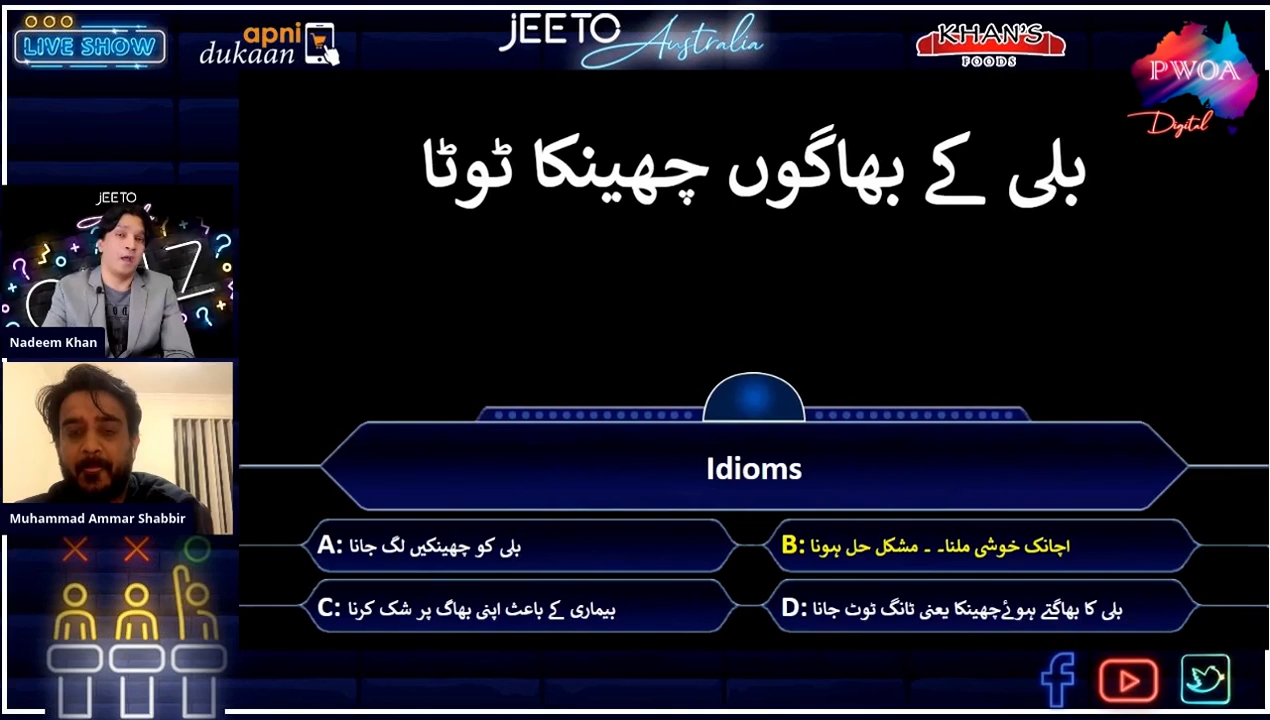 LIVE SHOW
apni
dukaan
JEETO Australia
KHAN'S
FOODS
PWOA
Digital
بلی کے بھاگوں چھینکا ٹوٹا
JEETO
Nadeem Khan
Muhammad Ammar Shabbir
Idioms
A: بلی کو چھینکیں لگ جانا
B: اچانک خوشی ملنا۔ ۔ مشکل حل ہونا
C: بیماری کے باعث اپنی بھاگ پر شک کرنا
D: بلی کا بھاگتے ہوئےچھینکا یعنی ٹانگ ٹوٹ جانا